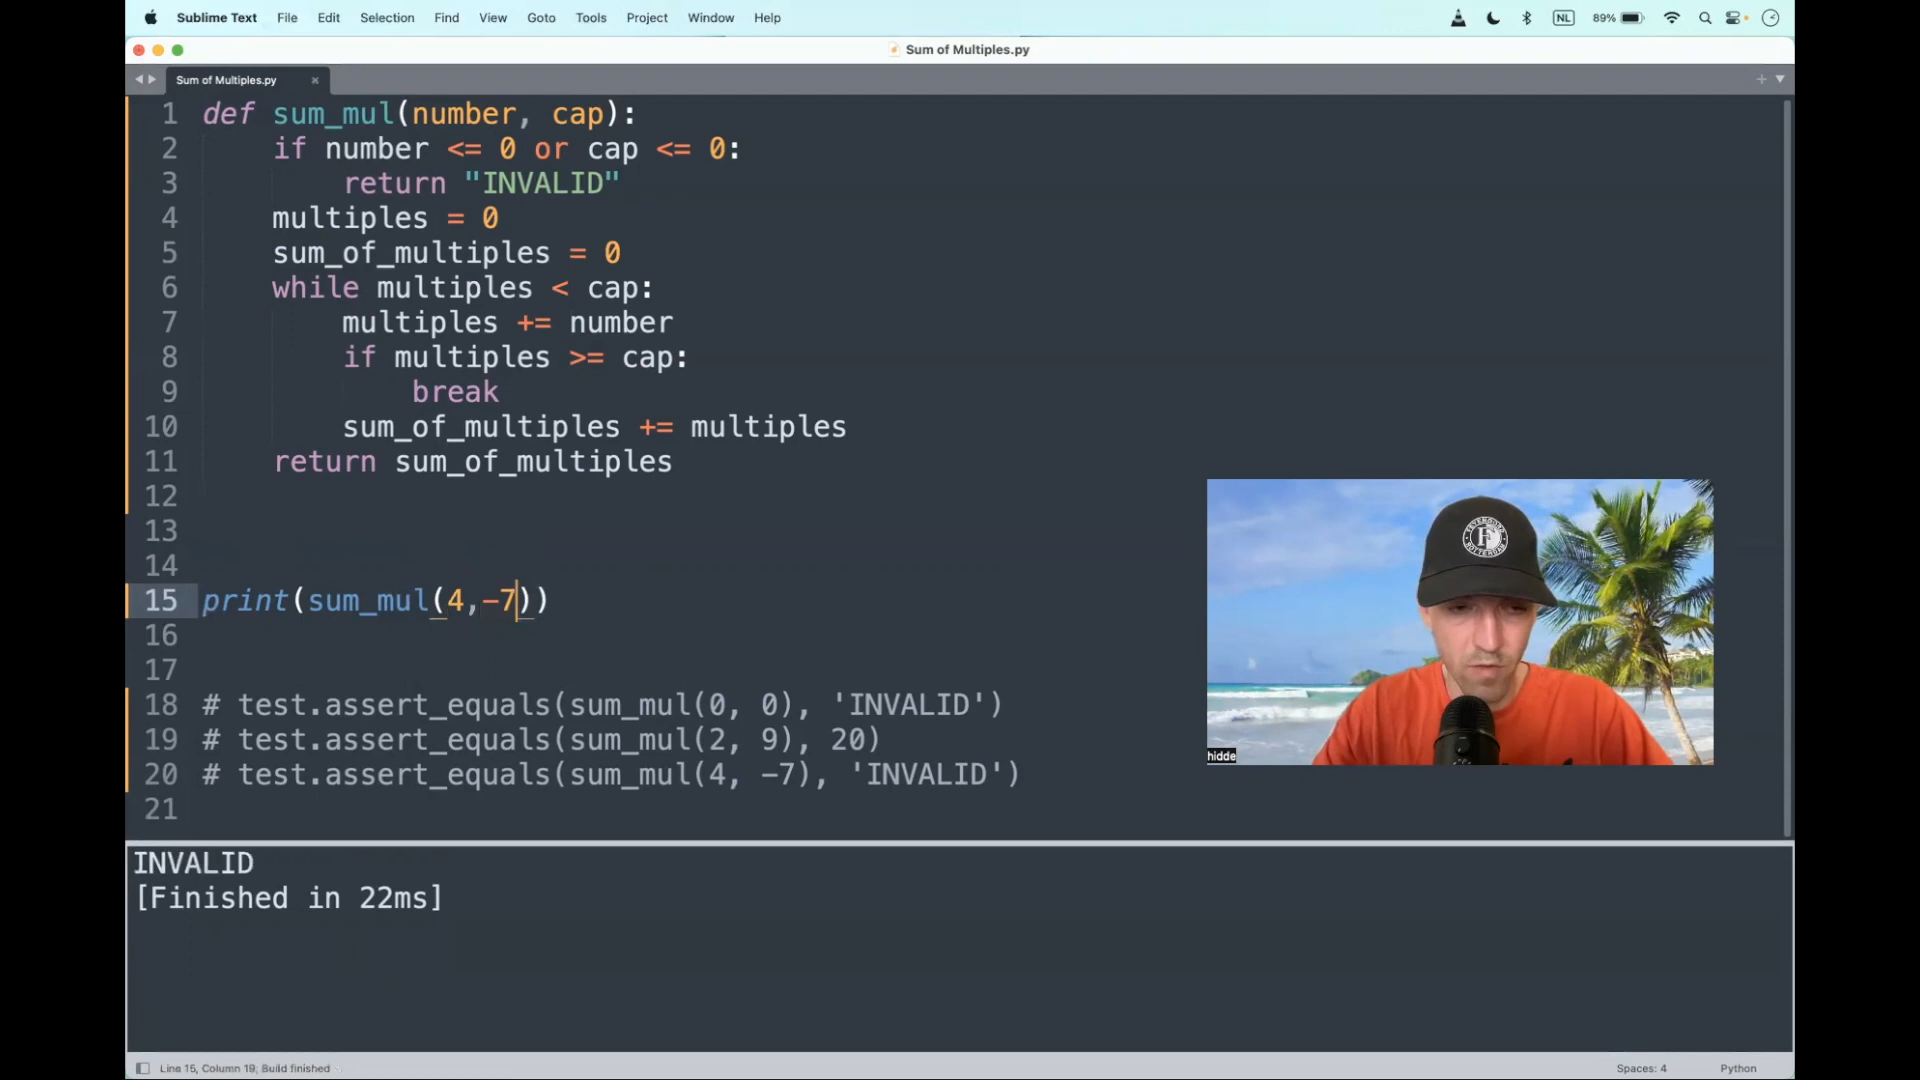 Sublime Text File Edit Selection Find View Goto Tools Project Window Help NL 89%
Sum of Multiples.py
Sum of Multiples.py
1 def sum_mul(number, cap):
2 if number <= 0 or cap <= 0:
3 return "INVALID"
4 multiples = 0
5 sum_of_multiples = 0
6 while multiples < cap:
7 multiples += number
8 if multiples >= cap:
9 break
10 sum_of_multiples += multiples
11 return sum_of_multiples
12
13
14
15 print(sum_mul(4,-7))
16
17
18 # test.assert_equals(sum_mul(0, 0), 'INVALID')
19 # test.assert_equals(sum_mul(2, 9), 20)
20 # test.assert_equals(sum_mul(4, -7), 'INVALID')
21
FEYENOORD
ROTTERDAM
hidde
INVALID
[Finished in 22ms]
Line 15, Column 19; Build finished Spaces: 4 Python